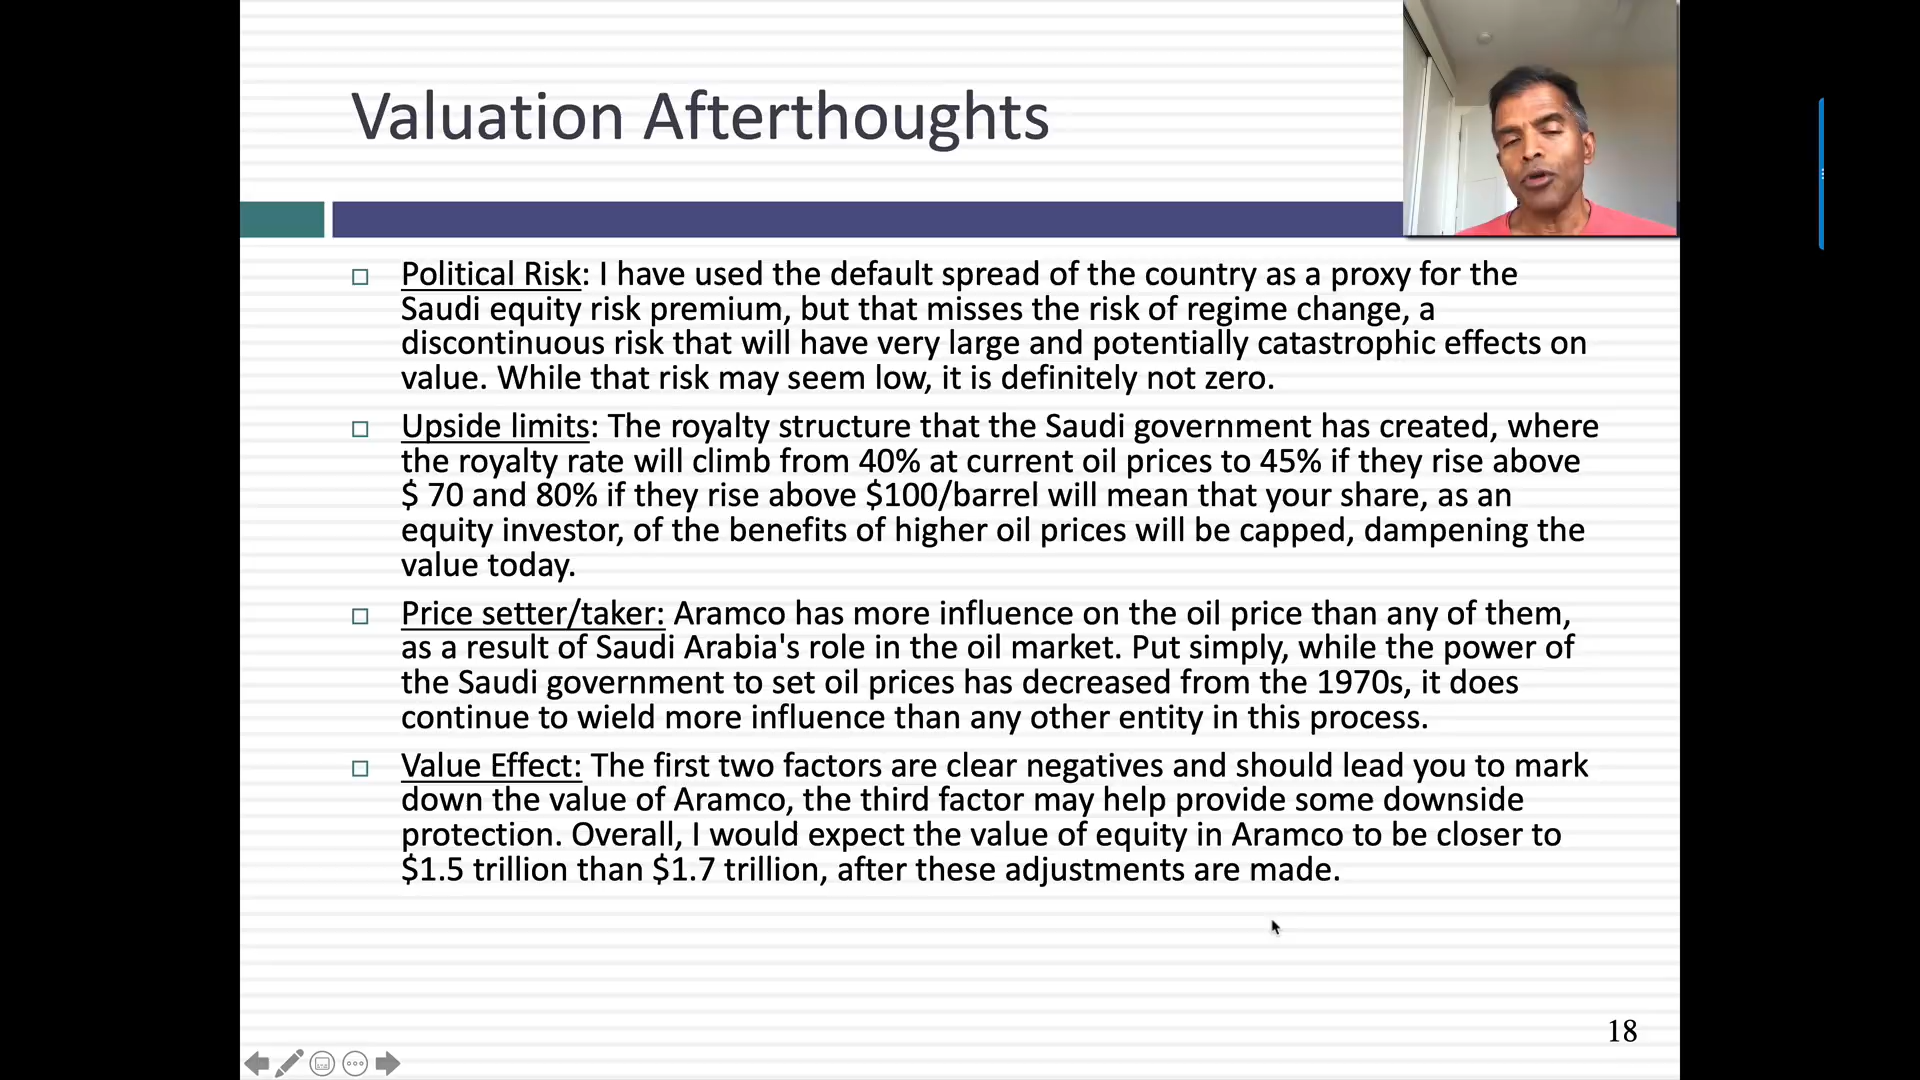 Valuation Afterthoughts
Political Risk: I have used the default spread of the country as a proxy for the
Saudi equity risk premium, but that misses the risk of regime change, a
discontinuous risk that will have very large and potentially catastrophic effects on
value. While that risk may seem low, it is definitely not zero.
Upside limits: The royalty structure that the Saudi government has created, where
the royalty rate will climb from 40% at current oil prices to 45% if they rise above
$ 70 and 80% if they rise above $100/barrel will mean that your share, as an
equity investor, of the benefits of higher oil prices will be capped, dampening the
value today.
Price setter/taker: Aramco has more influence on the oil price than any of them,
as a result of Saudi Arabia's role in the oil market. Put simply, while the power of
the Saudi government to set oil prices has decreased from the 1970s, it does
continue to wield more influence than any other entity in this process.
Value Effect: The first two factors are clear negatives and should lead you to mark
down the value of Aramco, the third factor may help provide some downside
protection. Overall, I would expect the value of equity in Aramco to be closer to
$1.5 trillion than $1.7 trillion, after these adjustments are made.
18